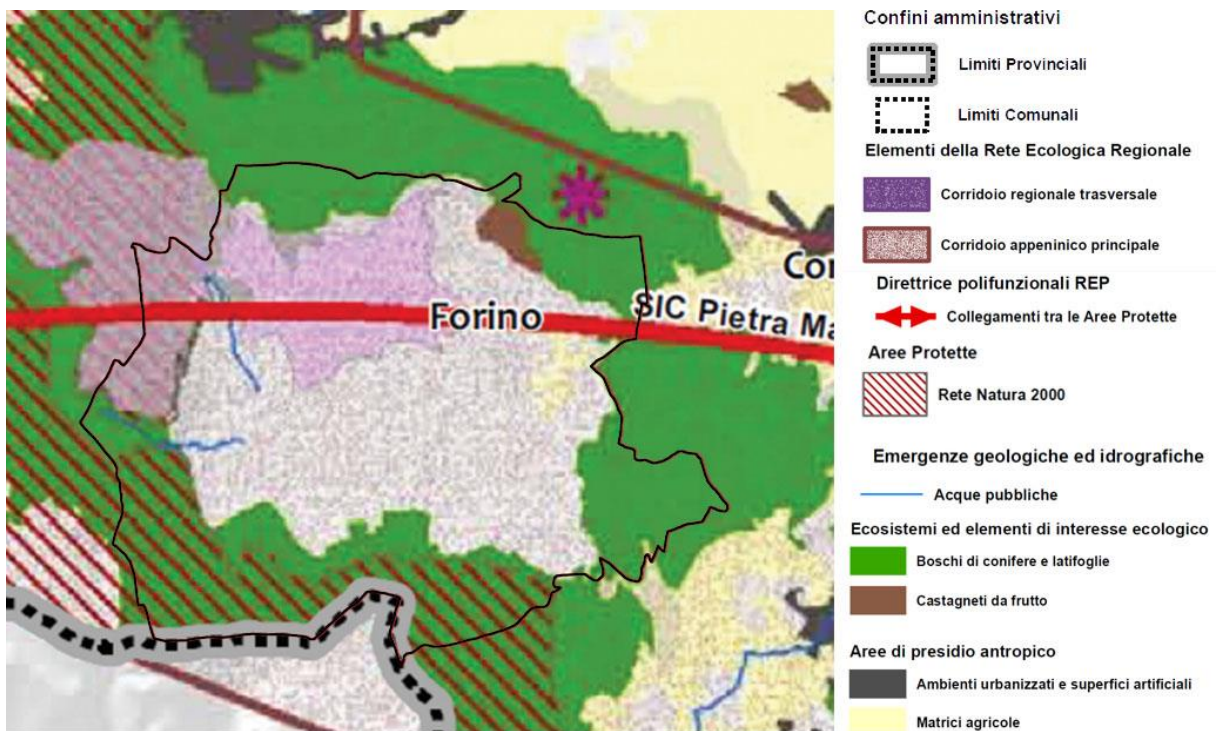 Forino
Con
SIC Pietra Ma
Confini amministrativi
Limiti Provinciali
Limiti Comunali
Elementi della Rete Ecologica Regionale
Corridoio regionale trasversale
Corridoio appeninico principale
Direttrice polifunzionali REP
Collegamenti tra le Aree Protette
Aree Protette
Rete Natura 2000
Emergenze geologiche ed idrografiche
Acque pubbliche
Ecosistemi ed elementi di interesse ecologico
Boschi di conifere e latifoglie
Castagneti da frutto
Aree di presidio antropico
Ambienti urbanizzati e superfici artificiali
Matrici agricole